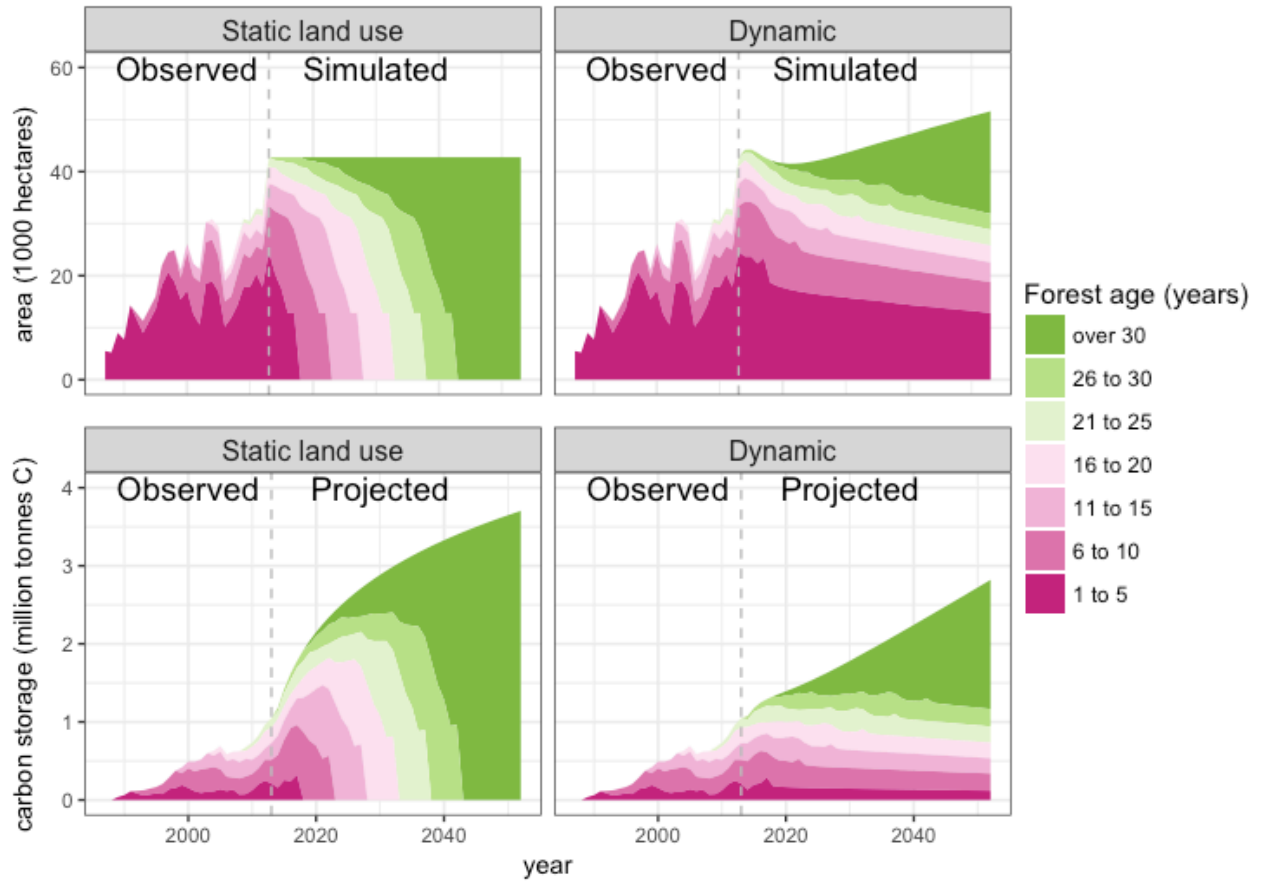 Static land use
Dynamic
Observed Simulated
Observed Simulated
60
40
20
0
area (1000 hectares)
Static land use
Dynamic
Observed Projected
Observed Projected
4
3
2
1
0
carbon storage (million tonnes C)
2000 2020 2040
2000 2020 2040
year
Forest age (years)
over 30
26 to 30
21 to 25
16 to 20
11 to 15
6 to 10
1 to 5